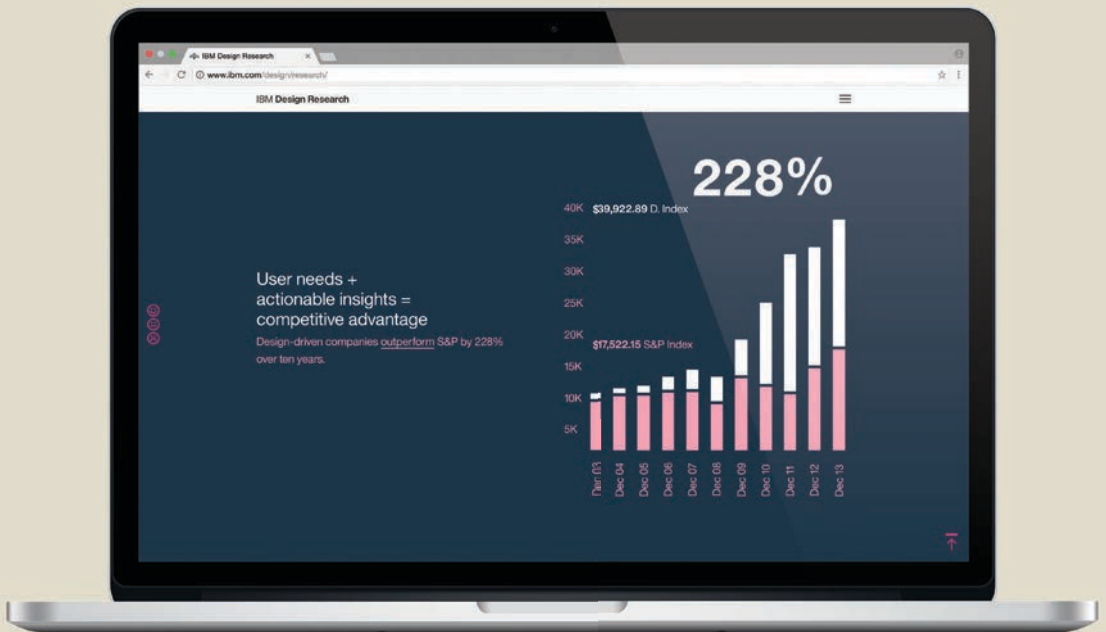 IBM Design Research
www.ibm.com/design/research/
IBM Design Research
228%
40K $39,922.89 D. Index
35K
30K
User needs +
actionable insights =
competitive advantage
Design-driven companies outperform S&P by 228%
over ten years.
25K
20K
$17,522.15 S&P Index
15K
10K
5K
Dec 03
Dec 04
Dec 05
Dec 06
Dec 07
Dec 08
Dec 09
Dec 10
Dec 11
Dec 12
Dec 13